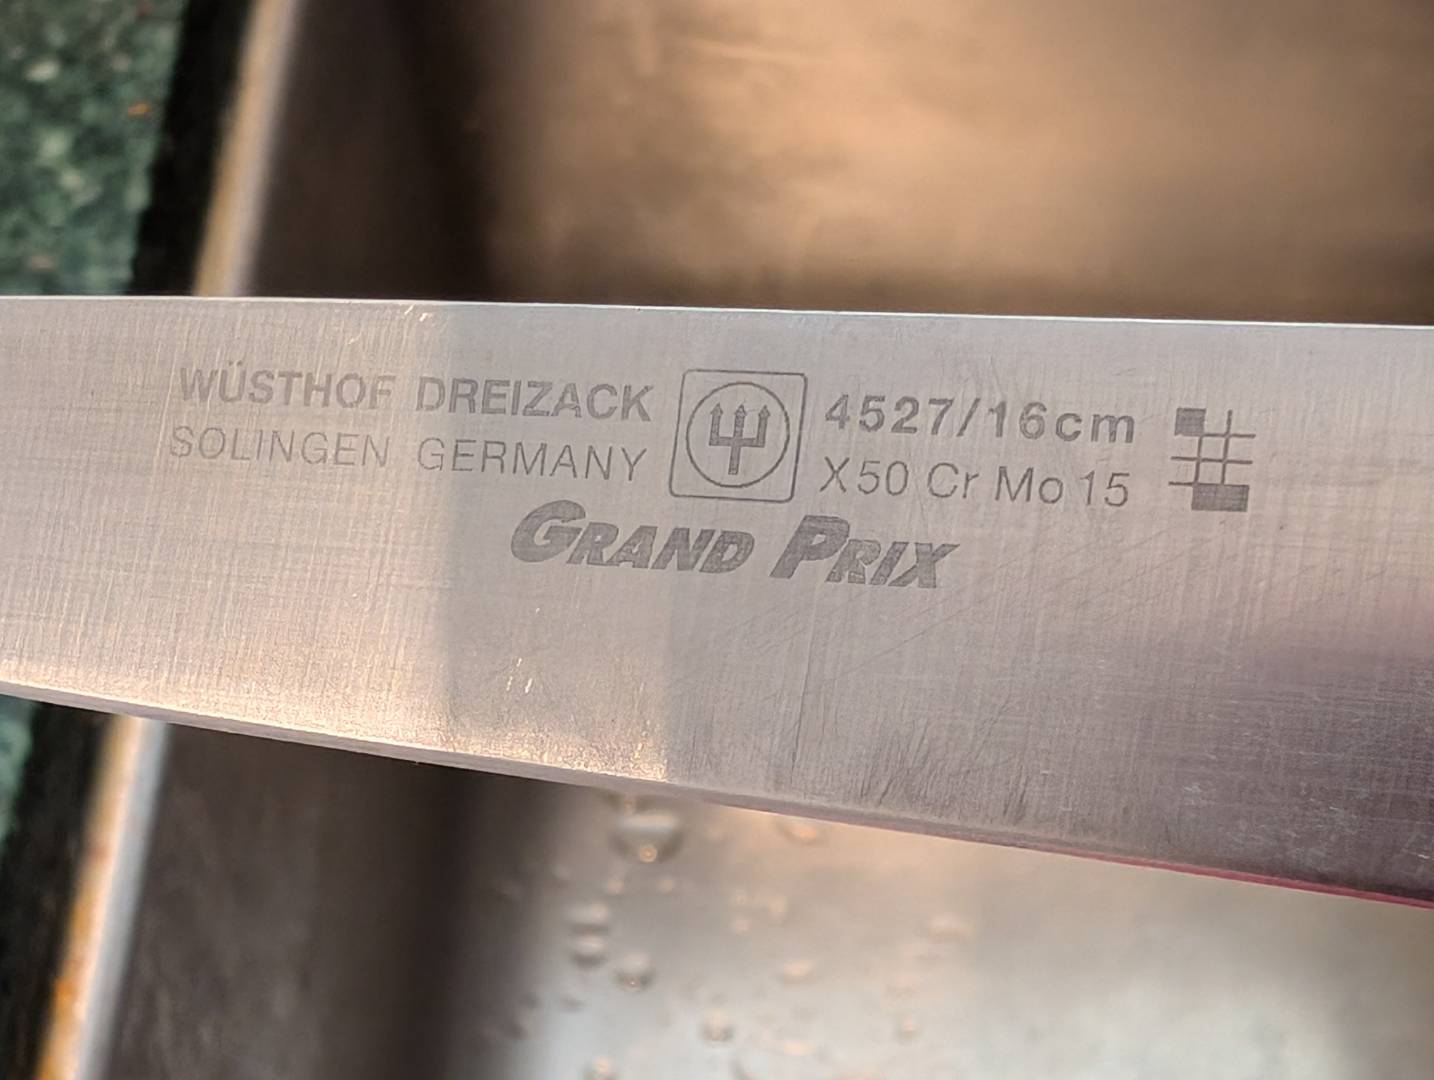 WÜSTHOF DREIZACK 4527/16cm
SOLINGEN GERMANY X50 Cr Mo 15
GRAND PRIX